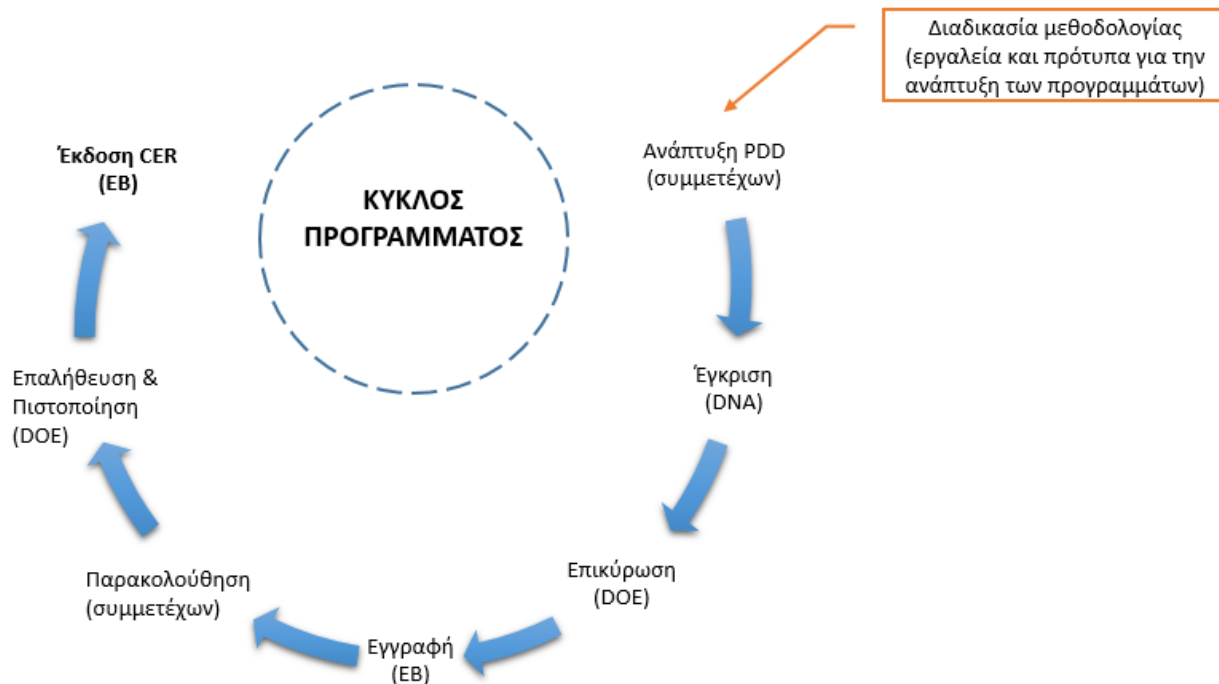 Διαδικασία μεθοδολογίας
(εργαλεία και πρότυπα για την
ανάπτυξη των προγραμμάτων)
Ανάπτυξη PDD
(συμμετέχων)
Έγκριση
(DNA)
Επικύρωση
(DOE)
Εγγραφή
(EB)
Παρακολούθηση
(συμμετέχων)
Επαλήθευση &
Πιστοποίηση
(DOE)
Έκδοση CER
(EB)
ΚΥΚΛΟΣ
ΠΡΟΓΡΑΜΜΑΤΟΣ